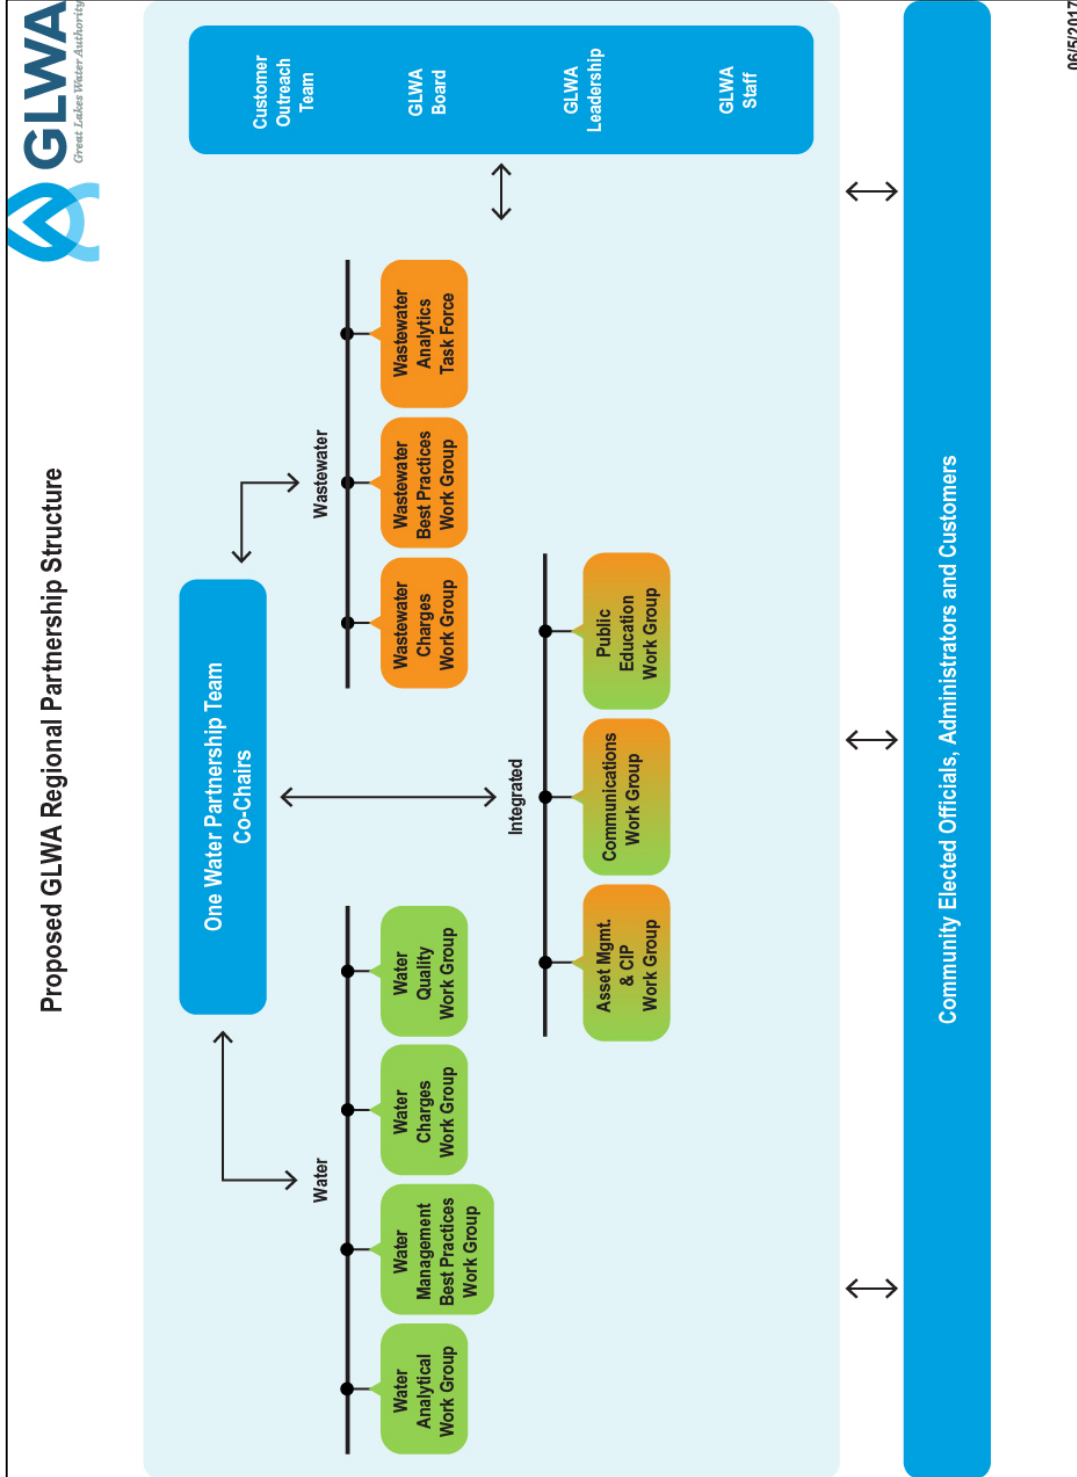 Proposed GLWA Regional Partnership Structure
GLWA
Great Lakes Water Authority
One Water Partnership Team
Co-Chairs
Water
Wastewater
Water
Analytical
Work Group
Water
Management
Best Practices
Work Group
Water
Charges
Work Group
Water
Quality
Work Group
Wastewater
Charges
Work Group
Wastewater
Best Practices
Work Group
Wastewater
Analytics
Task Force
Integrated
Asset Mgmt.
& CIP
Work Group
Communications
Work Group
Public
Education
Work Group
Customer
Outreach
Team
GLWA
Board
GLWA
Leadership
GLWA
Staff
Community Elected Officials, Administrators and Customers
06/5/2017